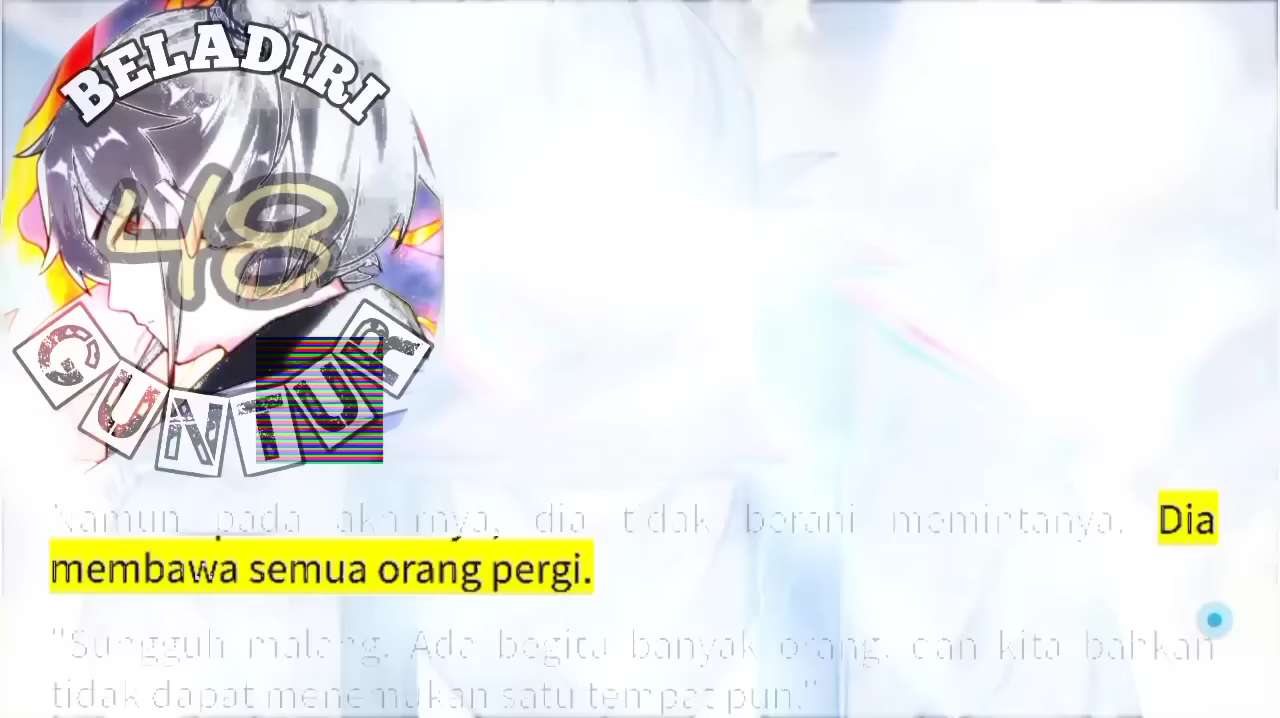 BELADIRI
48
GUNTUR
Namun pada akhirnya, dia tidak berani memintanya. Dia
membawa semua orang pergi.
"Sungguh malang. Ada begitu banyak orang, dan kita bahkan
tidak dapat menemukan satu tempat pun."